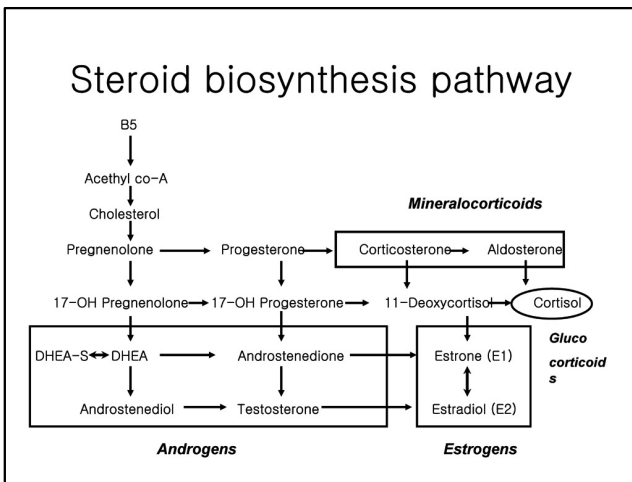 Steroid biosynthesis pathway
B5
Acethyl co-A
Cholesterol
Mineralocorticoids
Pregnenolone Progesterone Corticosterone Aldosterone
17-OH Pregnenolone 17-OH Progesterone 11-Deoxycortisol Cortisol
Gluco
corticoid
s
DHEA-S DHEA Androstenedione Estrone (E1)
Androstenediol Testosterone Estradiol (E2)
Androgens Estrogens